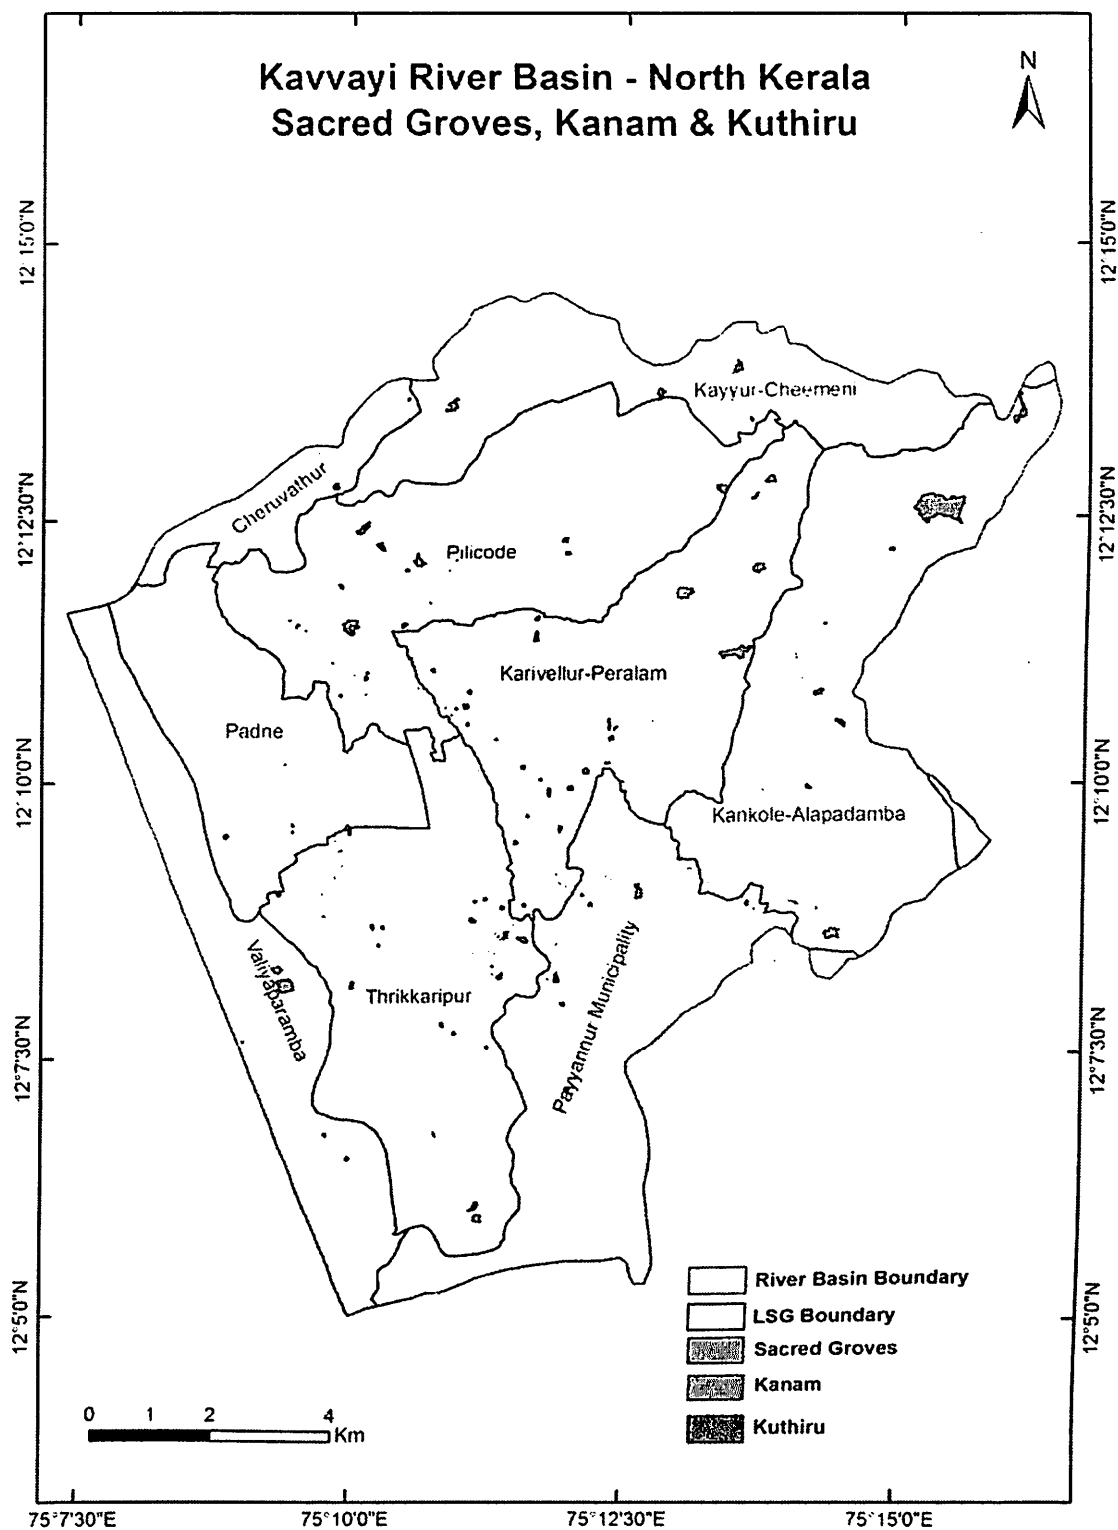 Kavvayi River Basin - North Kerala
Sacred Groves, Kanam & Kuthiru
N
12°15'0"N
12°15'0"N
Kayyur-Cheemeni
Cheruvathur
12°12'30"N
12°12'30"N
Pilicode
Karivellur-Peralam
Padne
12°10'0"N
12°10'0"N
Kankole-Alapadamba
Valiyaparamba
Thrikkaripur
Payyannur Municipality
12°7'30"N
12°7'30"N
12°5'0"N
12°5'0"N
River Basin Boundary
LSG Boundary
Sacred Groves
Kanam
Kuthiru
0 1 2 4
Km
75°7'30"E 75°10'0"E 75°12'30"E 75°15'0"E